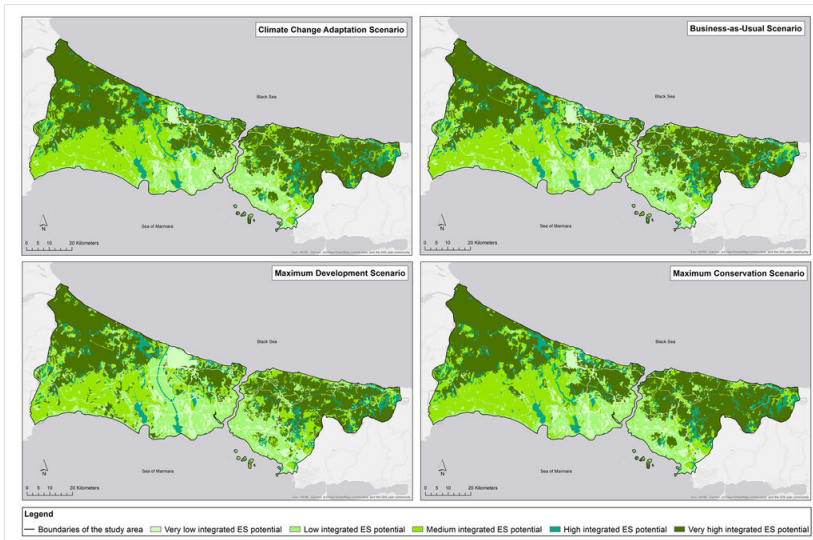 Climate Change Adaptation Scenario
Black Sea
Sea of Marmara
N
0 5 10 20 Kilometers
Business-as-Usual Scenario
Black Sea
Sea of Marmara
N
0 5 10 20 Kilometers
Maximum Development Scenario
Black Sea
Sea of Marmara
N
0 5 10 20 Kilometers
Maximum Conservation Scenario
Black Sea
Sea of Marmara
N
0 5 10 20 Kilometers
Legend
Boundaries of the study area Very low integrated ES potential Low integrated ES potential Medium integrated ES potential High integrated ES potential Very high integrated ES potential